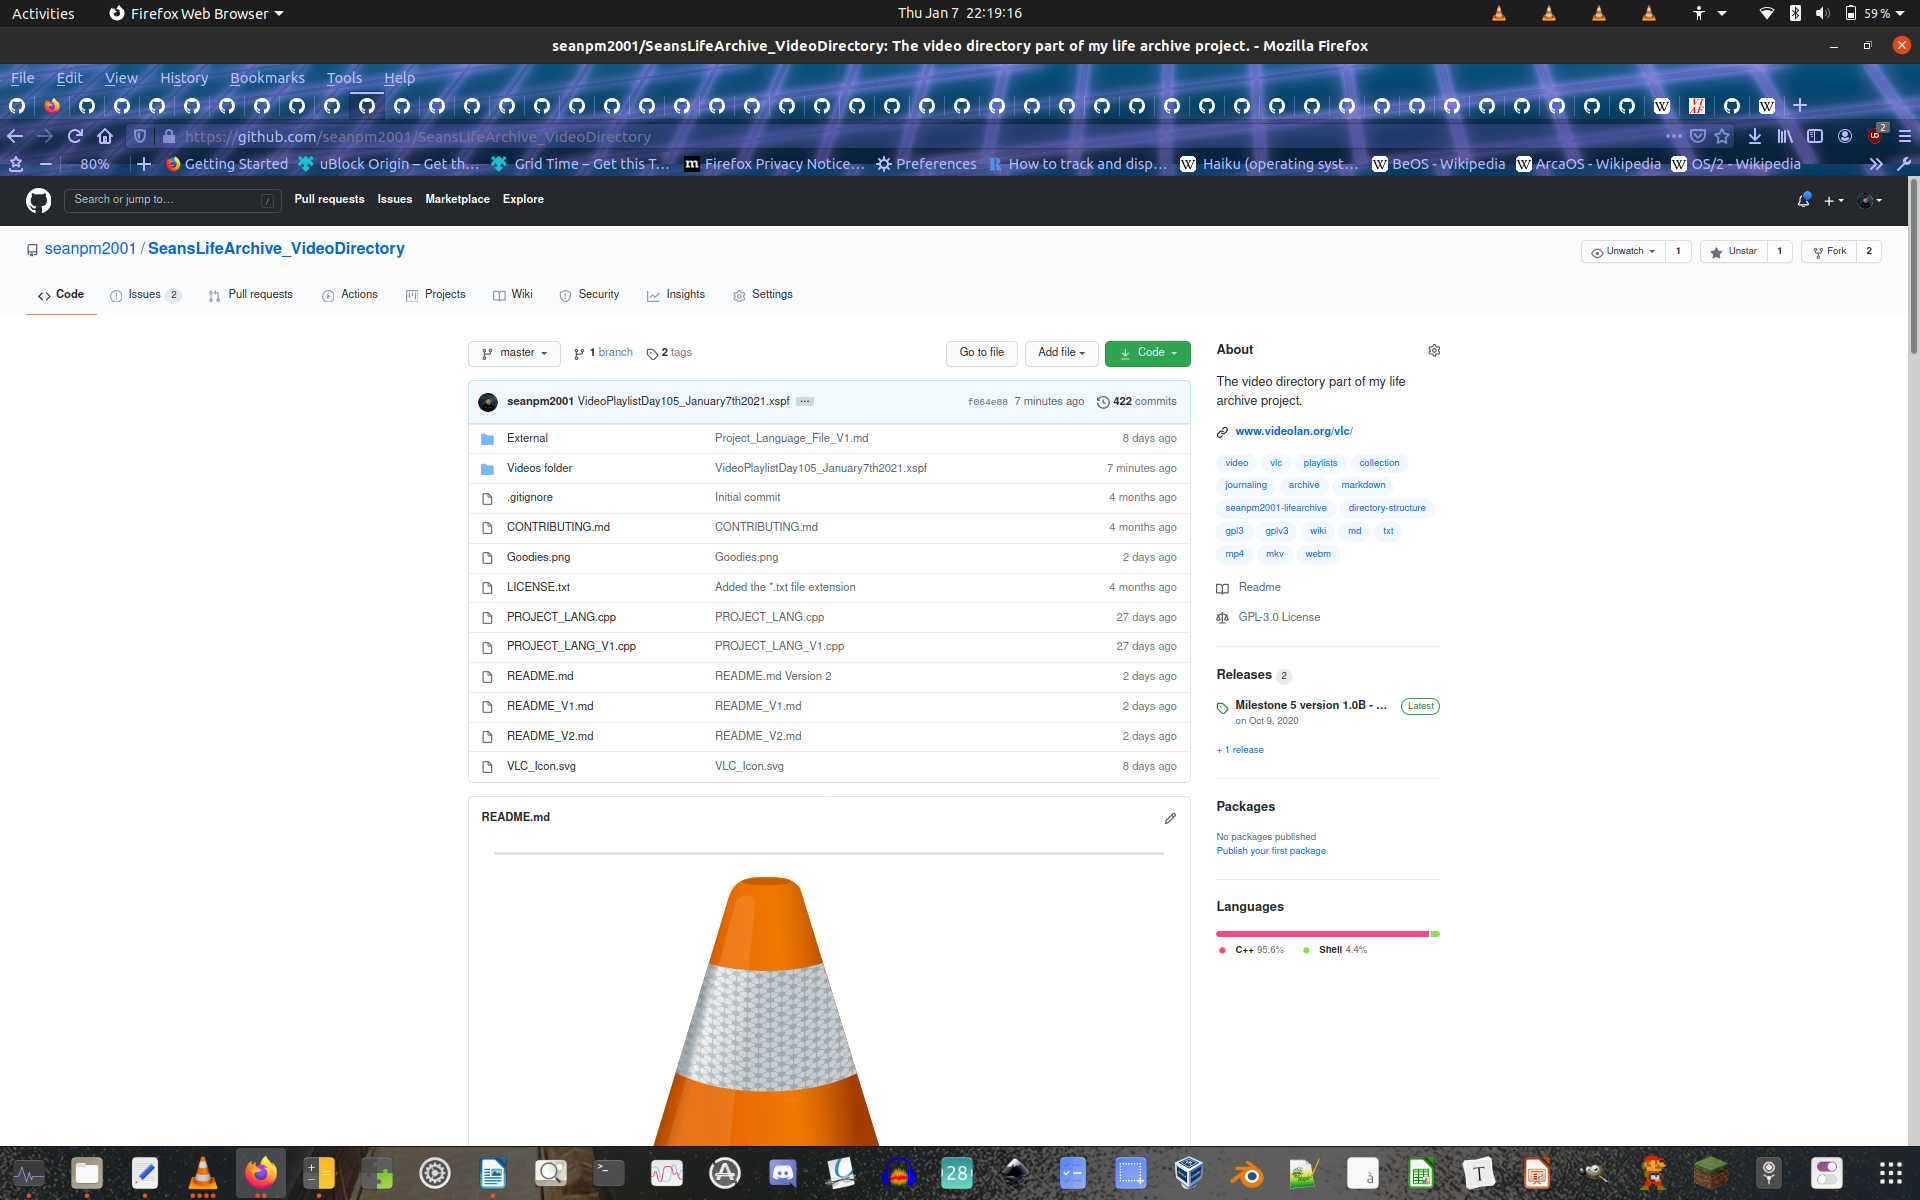 Activities Firefox Web Browser Thu Jan 7 22:19:16 59 %
seanpm2001/SeansLifeArchive_VideoDirectory: The video directory part of my life archive project. - Mozilla Firefox
File Edit View History Bookmarks Tools Help
https://github.com/seanpm2001/SeansLifeArchive_VideoDirectory 2
80% Getting Started uBlock Origin – Get th… Grid Time – Get this T… Firefox Privacy Notice… Preferences How to track and disp… Haiku (operating syst… BeOS - Wikipedia ArcaOS - Wikipedia OS/2 - Wikipedia
Search or jump to… / Pull requests Issues Marketplace Explore
seanpm2001 / SeansLifeArchive_VideoDirectory Unwatch 1 Unstar 1 Fork 2
Code Issues 2 Pull requests Actions Projects Wiki Security Insights Settings
master 1 branch 2 tags Go to file Add file Code
seanpm2001 VideoPlaylistDay105_January7th2021.xspf ... f064e88 7 minutes ago 422 commits
External Project_Language_File_V1.md 8 days ago
Videos folder VideoPlaylistDay105_January7th2021.xspf 7 minutes ago
.gitignore Initial commit 4 months ago
CONTRIBUTING.md CONTRIBUTING.md 4 months ago
Goodies.png Goodies.png 2 days ago
LICENSE.txt Added the *.txt file extension 4 months ago
PROJECT_LANG.cpp PROJECT_LANG.cpp 27 days ago
PROJECT_LANG_V1.cpp PROJECT_LANG_V1.cpp 27 days ago
README.md README.md Version 2 2 days ago
README_V1.md README_V1.md 2 days ago
README_V2.md README_V2.md 2 days ago
VLC_Icon.svg VLC_Icon.svg 8 days ago
README.md
About
The video directory part of my life
archive project.
www.videolan.org/vlc/
video vlc playlists collection
journaling archive markdown
seanpm2001-lifearchive directory-structure
gpl3 gplv3 wiki md txt
mp4 mkv webm
Readme
GPL-3.0 License
Releases 2
Milestone 5 version 1.0B - ... Latest
on Oct 9, 2020
+ 1 release
Packages
No packages published
Publish your first package
Languages
C++ 95.6% Shell 4.4%
28